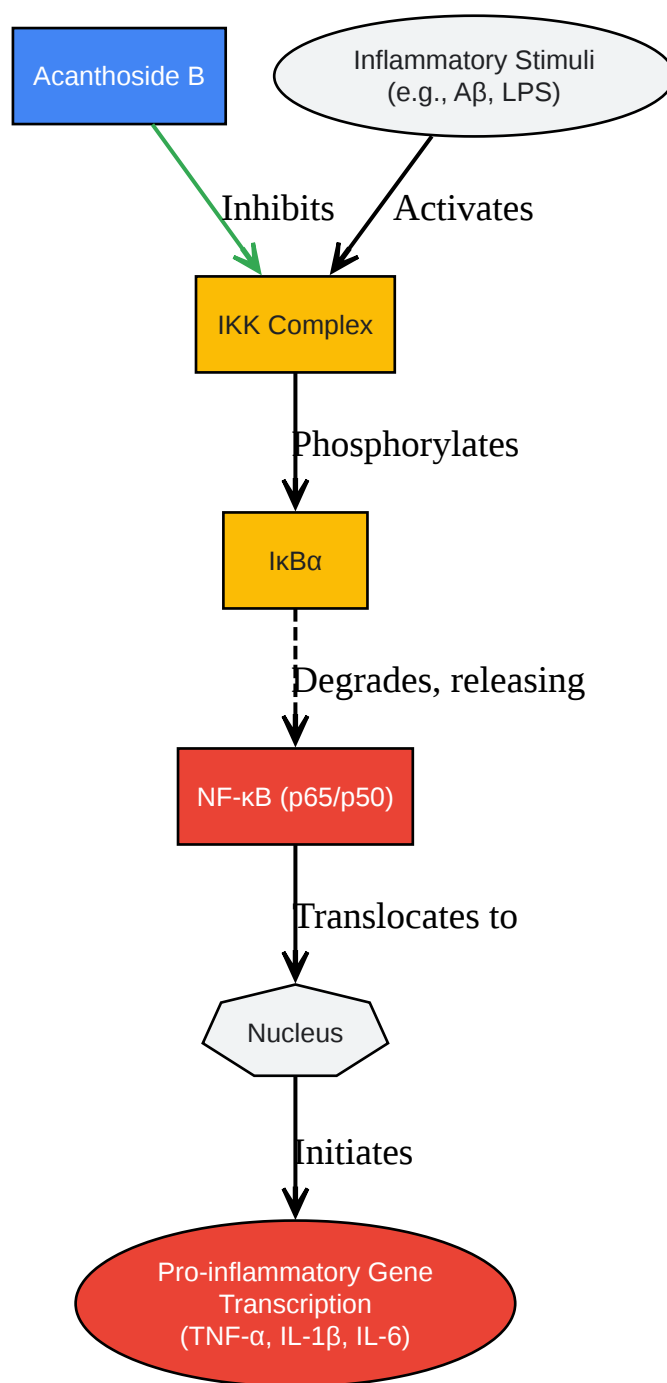 Acanthoside B
Inflammatory Stimuli
(e.g., Aβ, LPS)
Inhibits
Activates
IKK Complex
Phosphorylates
IκBα
Degrades, releasing
NF-κB (p65/p50)
Translocates to
Nucleus
Initiates
Pro-inflammatory Gene
Transcription
(TNF-α, IL-1β, IL-6)